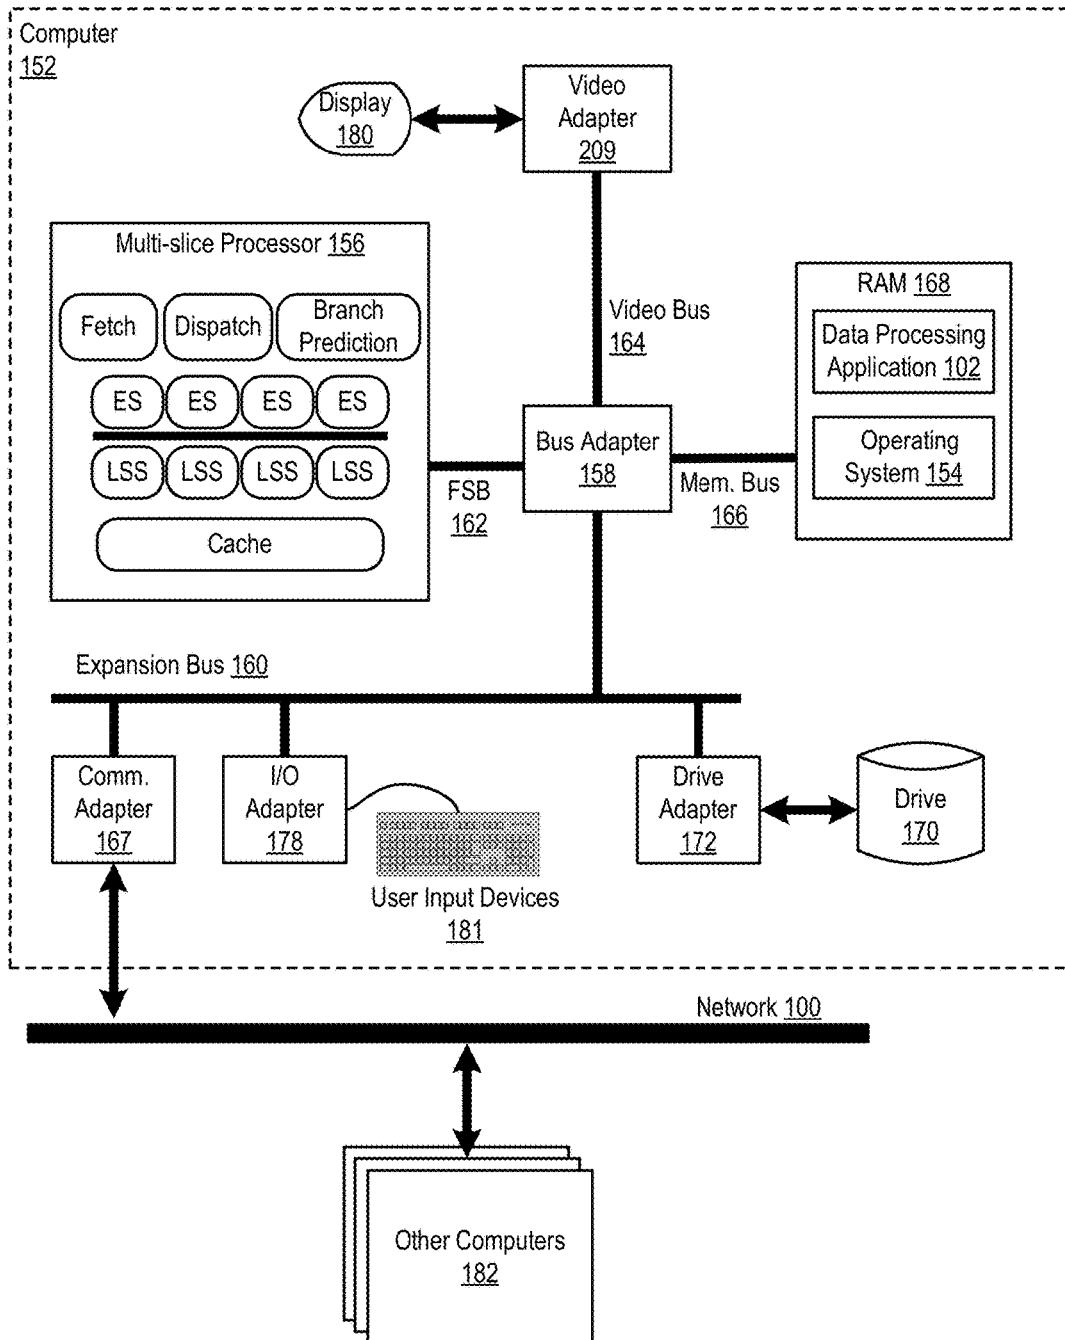 Computer
152
Display
180
Video
Adapter
209
Multi-slice Processor 156
Fetch
Dispatch
Branch
Prediction
ES
ES
ES
ES
LSS
LSS
LSS
LSS
Cache
Video Bus
164
RAM 168
Data Processing
Application 102
Operating
System 154
Bus Adapter
158
FSB
162
Mem. Bus
166
Expansion Bus 160
Comm.
Adapter
167
I/O
Adapter
178
User Input Devices
181
Drive
Adapter
172
Drive
170
Network 100
Other Computers
182